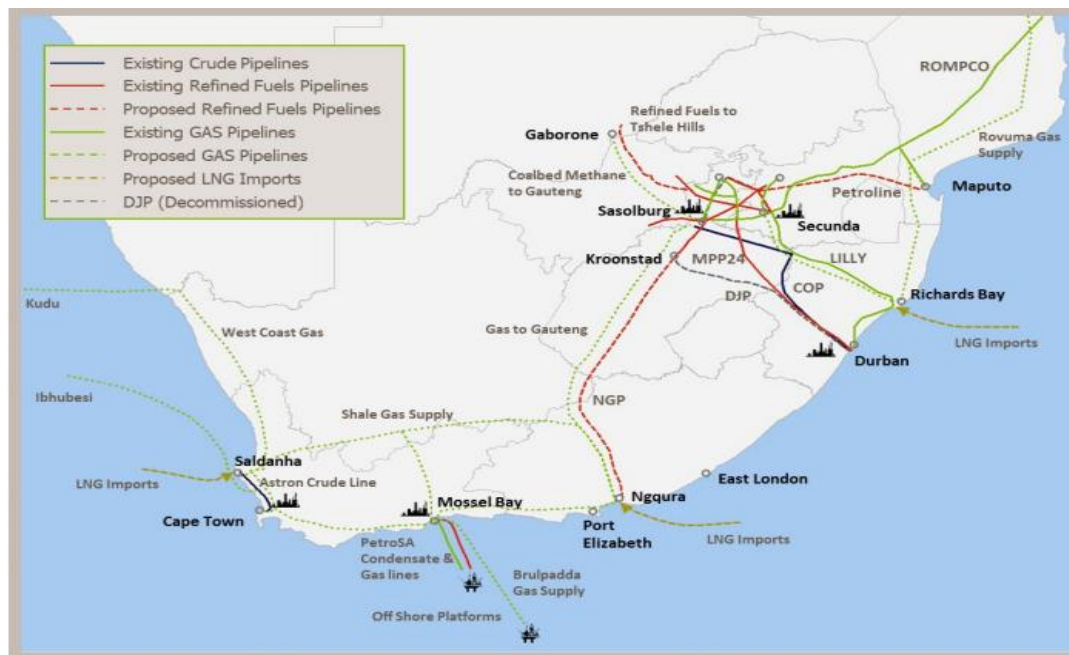 Existing Crude Pipelines
Existing Refined Fuels Pipelines
Proposed Refined Fuels Pipelines
Existing GAS Pipelines
Proposed GAS Pipelines
Proposed LNG Imports
DJP (Decommissioned)
ROMPCO
Refined Fuels to
Tshele Hills
Gaborone
Rovuma Gas
Supply
Coalbed Methane
to Gauteng
Petroline
Maputo
Sasolburg
Secunda
Kroonstad
MPP24
LILLY
DJP
COP
Richards Bay
Kudu
West Coast Gas
Gas to Gauteng
LNG Imports
Durban
Ibhubesi
NGP
Shale Gas Supply
Saldanha
LNG Imports
Astron Crude Line
East London
Cape Town
Mossel Bay
Ngqura
Port
Elizabeth
LNG Imports
PetroSA
Condensate &
Gas lines
Brulpadda
Gas Supply
Off Shore Platforms